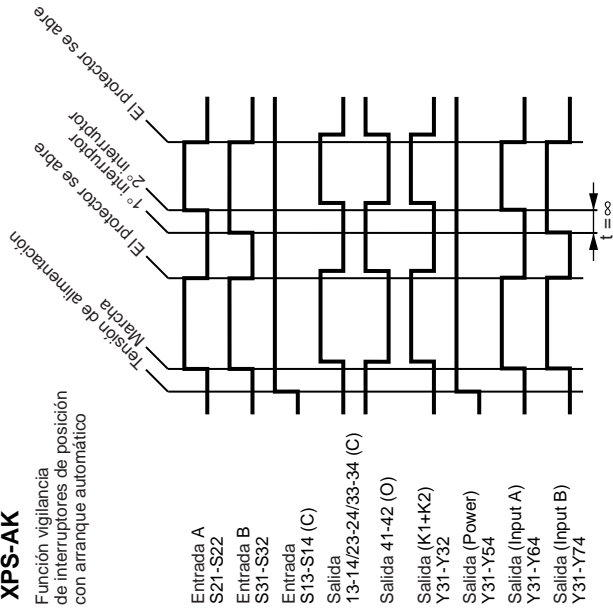 XPS-AK
Función vigilancia
de interruptores de posición
con arranque automático
Tensión de alimentación
Marcha
El protector se abre
1° interruptor
2° interruptor
El protector se abre
Entrada A
S21-S22
Entrada B
S31-S32
Entrada
S13-S14 (C)
Salida
13-14/23-24/33-34 (C)
Salida 41-42 (O)
Salida (K1+K2)
Y31-Y32
Salida (Power)
Y31-Y54
Salida (Input A)
Y31-Y64
Salida (Input B)
Y31-Y74
t = ∞